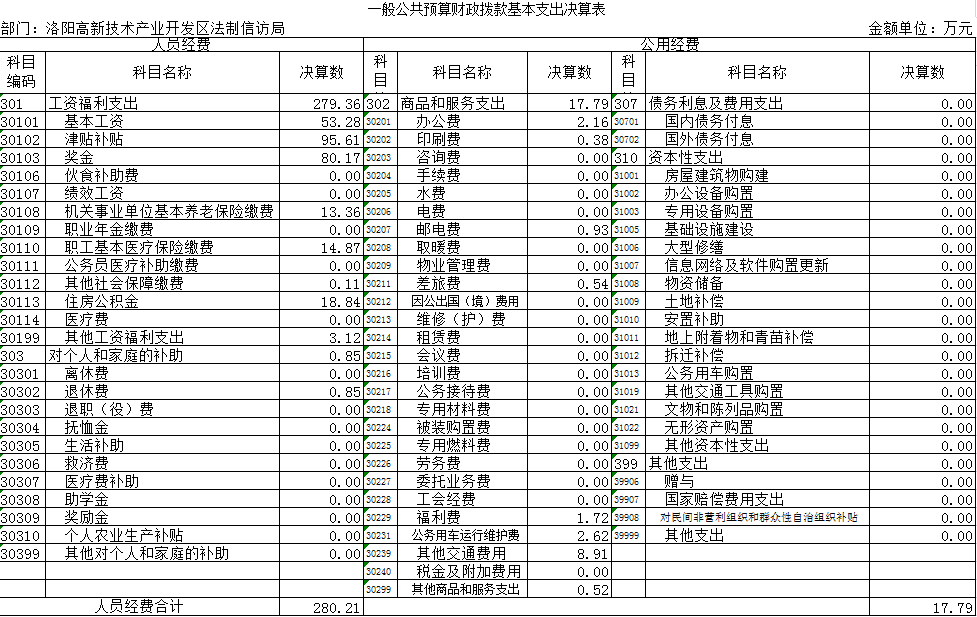 一般公共预算财政拨款基本支出决算表
部门：洛阳高新技术产业开发区法制信访局 金额单位：万元
人员经费 公用经费
科目编码 科目名称 决算数 科目 科目名称 决算数 科目 科目名称 决算数
301 工资福利支出 279.36 302 商品和服务支出 17.79 307 债务利息及费用支出 0.00
30101 基本工资 53.28 30201 办公费 2.16 30701 国内债务付息 0.00
30102 津贴补贴 95.61 30202 印刷费 0.38 30702 国外债务付息 0.00
30103 奖金 80.17 30203 咨询费 0.00 310 资本性支出 0.00
30106 伙食补助费 0.00 30204 手续费 0.00 31001 房屋建筑物购建 0.00
30107 绩效工资 0.00 30205 水费 0.00 31002 办公设备购置 0.00
30108 机关事业单位基本养老保险缴费 13.36 30206 电费 0.00 31003 专用设备购置 0.00
30109 职业年金缴费 0.00 30207 邮电费 0.93 31005 基础设施建设 0.00
30110 职工基本医疗保险缴费 14.87 30208 取暖费 0.00 31006 大型修缮 0.00
30111 公务员医疗补助缴费 0.00 30209 物业管理费 0.00 31007 信息网络及软件购置更新 0.00
30112 其他社会保障缴费 0.11 30211 差旅费 0.54 31008 物资储备 0.00
30113 住房公积金 18.84 30212 因公出国（境）费用 0.00 31009 土地补偿 0.00
30114 医疗费 0.00 30213 维修（护）费 0.00 31010 安置补助 0.00
30199 其他工资福利支出 3.12 30214 租赁费 0.00 31011 地上附着物和青苗补偿 0.00
303 对个人和家庭的补助 0.85 30215 会议费 0.00 31012 拆迁补偿 0.00
30301 离休费 0.00 30216 培训费 0.00 31013 公务用车购置 0.00
30302 退休费 0.85 30217 公务接待费 0.00 31019 其他交通工具购置 0.00
30303 退职（役）费 0.00 30218 专用材料费 0.00 31021 文物和陈列品购置 0.00
30304 抚恤金 0.00 30224 被装购置费 0.00 31022 无形资产购置 0.00
30305 生活补助 0.00 30225 专用燃料费 0.00 31099 其他资本性支出 0.00
30306 救济费 0.00 30226 劳务费 0.00 399 其他支出 0.00
30307 医疗费补助 0.00 30227 委托业务费 0.00 39906 赠与 0.00
30308 助学金 0.00 30228 工会经费 0.00 39907 国家赔偿费用支出 0.00
30309 奖励金 0.00 30229 福利费 1.72 39908 对民间非营利组织和群众性自治组织补贴 0.00
30310 个人农业生产补贴 0.00 30231 公务用车运行维护费 2.62 39999 其他支出 0.00
30399 其他对个人和家庭的补助 0.00 30239 其他交通费用 8.91
30240 税金及附加费用 0.00
30299 其他商品和服务支出 0.52
人员经费合计 280.21 17.79